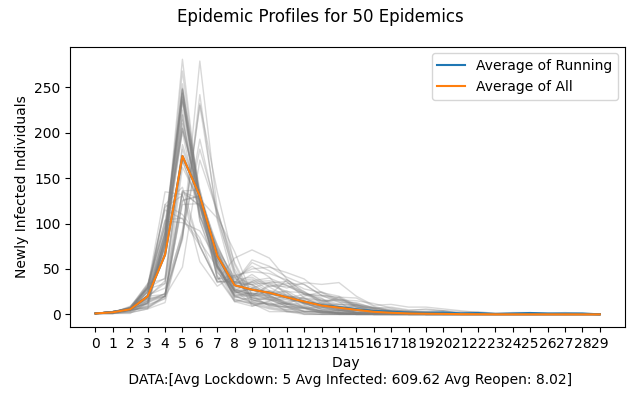 Epidemic Profiles for 50 Epidemics
Newly Infected Individuals
250
200
150
100
50
0
Average of Running
Average of All
0 1 2 3 4 5 6 7 8 9 10 11 12 13 14 15 16 17 18 19 20 21 22 23 24 25 26 27 28 29
Day
DATA:[Avg Lockdown: 5 Avg Infected: 609.62 Avg Reopen: 8.02]